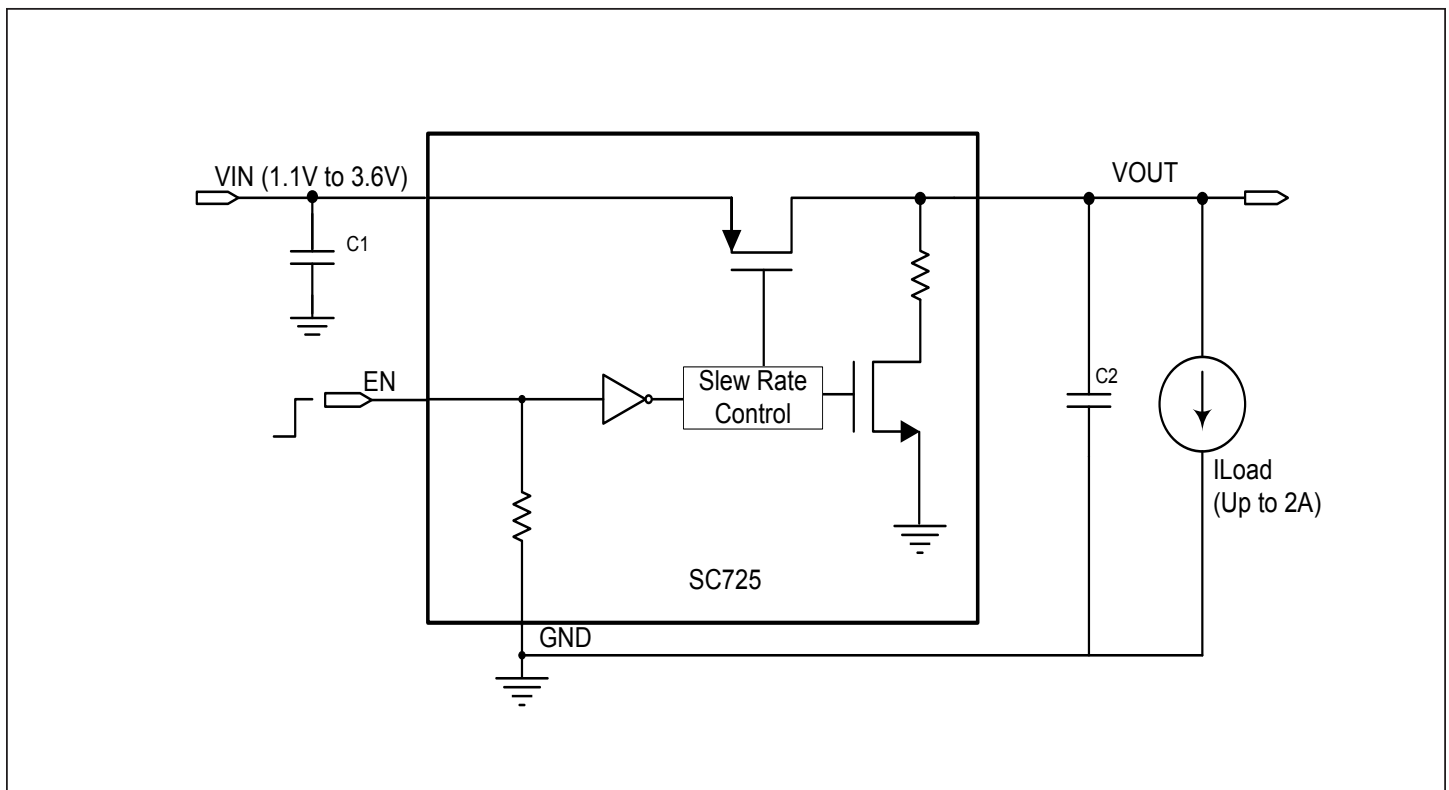 VIN (1.1V to 3.6V)
VOUT
C1
EN
Slew Rate
Control
C2
ILoad
(Up to 2A)
SC725
GND